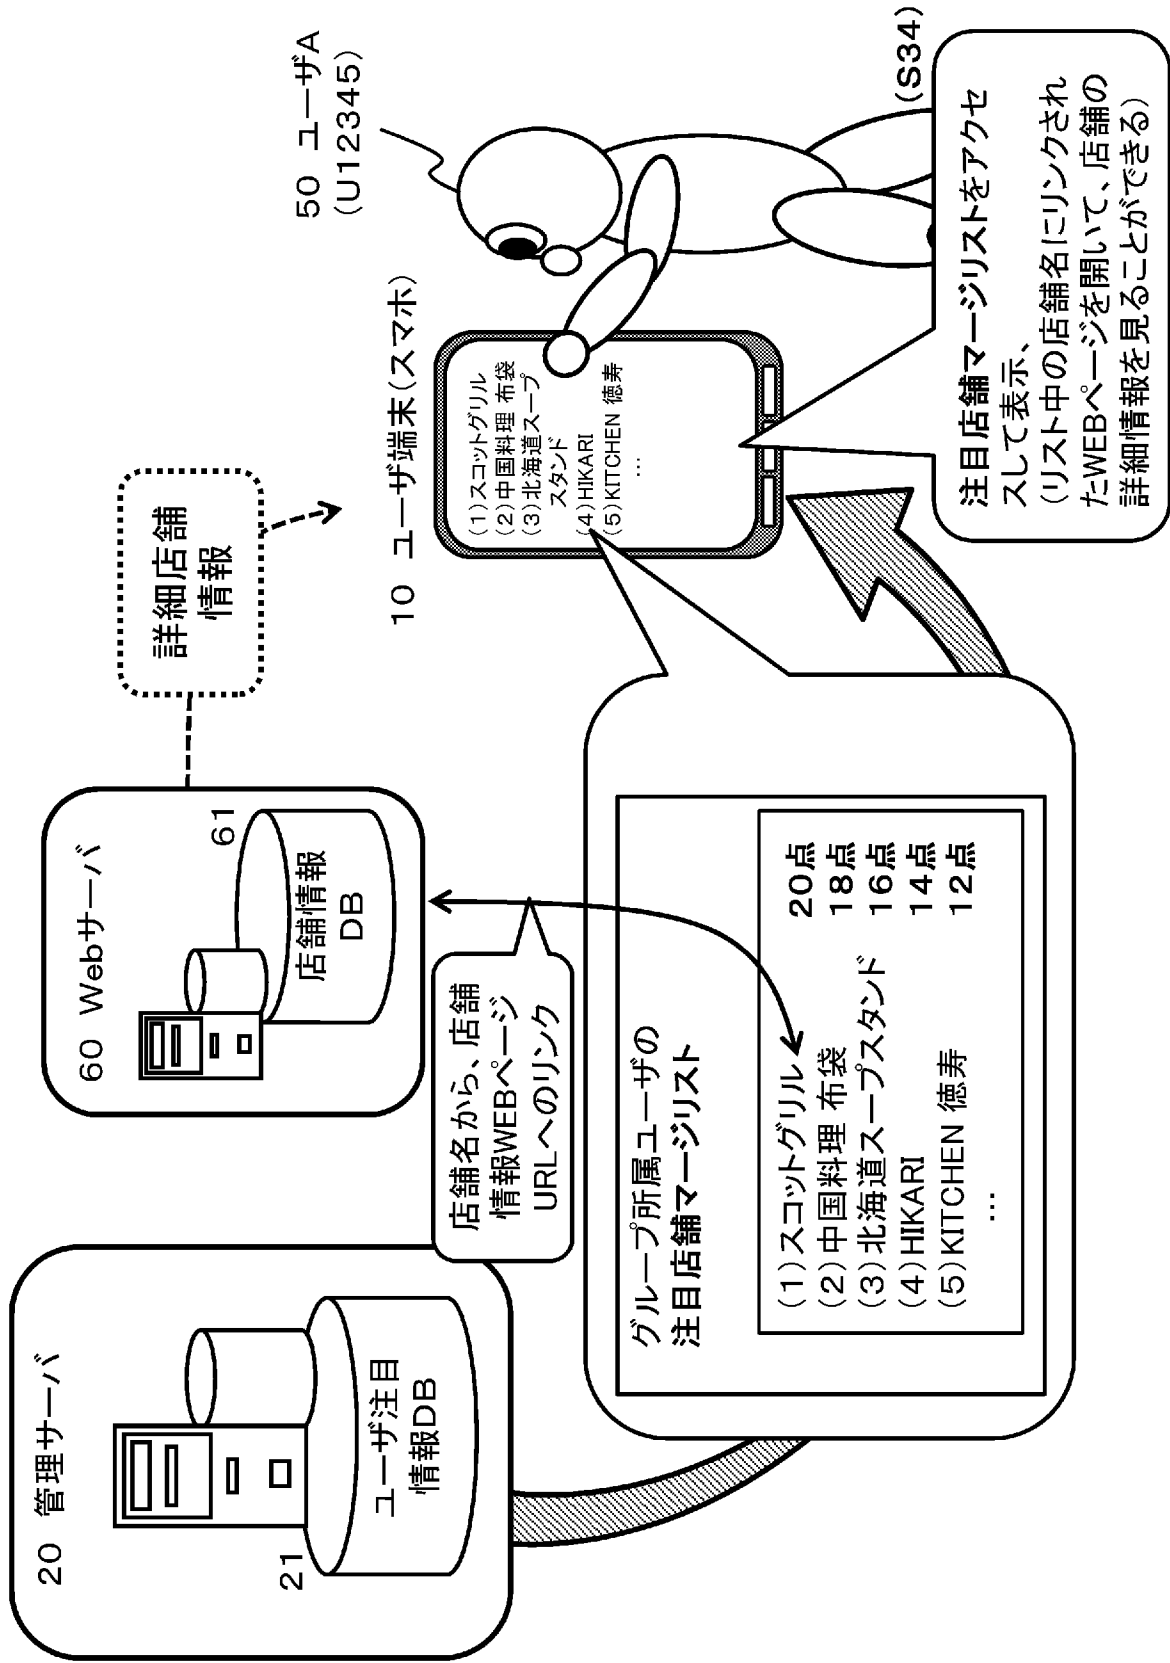 20 管理サーバ
21
ユーザ注目
情報DB
60 Webサーバ
61
店舗情報
DB
詳細店舗
情報
店舗名から、店舗
情報WEBページ
URLへのリンク
10 ユーザ端末(スマホ)
50 ユーザA
(U12345)
(1)スコットグリル
(2)中国料理 布袋
(3)北海道スープ
スタンド
(4)HIKARI
(5)KITCHEN 徳寿
…
グループ所属ユーザの
注目店舗マージリスト
(1)スコットグリル 20点
(2)中国料理 布袋 18点
(3)北海道スープスタンド 16点
(4)HIKARI 14点
(5)KITCHEN 徳寿 12点
…
(S34)
注目店舗マージリストをアクセ
スして表示、
(リスト中の店舗名にリンクされ
たWEBページを開いて、店舗の
詳細情報を見ることができる)